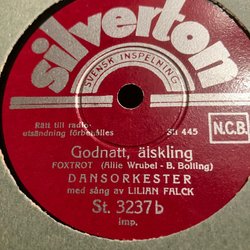 silverton
SVENSK INSPELNING
N.C.B.
Rätt till radio-
utsändning förbehålles
Su 445
Godnatt, älskling
FOXTROT (Allie Wrubel - B. Bolling)
DANSORKESTER
med sång av LILIAN FALCK
St. 3237b
imp.